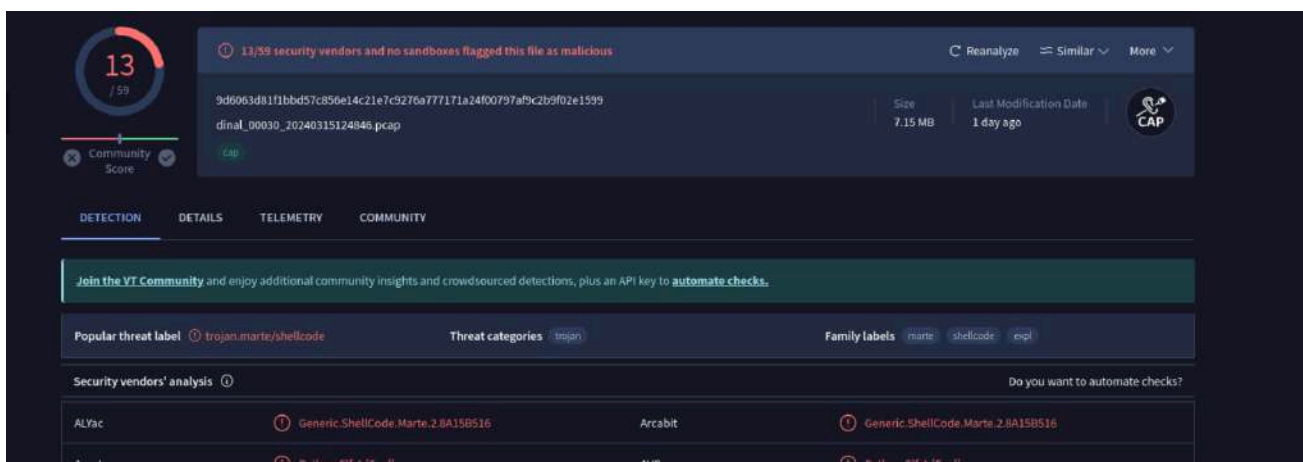 13/59 security vendors and no sandboxes flagged this file as malicious
Reanalyze Similar More
13
/ 59
9d6063d81f1bbd57c856e14c21e7c9276a777171a24f00797af9c2b9f02e1599
dinal_00030_20240315124846.pcap
cap
Size
7.15 MB
Last Modification Date
1 day ago
CAP
Community
Score
DETECTION DETAILS TELEMETRY COMMUNITY
Join the VT Community and enjoy additional community insights and crowdsourced detections, plus an API key to automate checks.
Popular threat label trojan.marte/shellcode Threat categories trojan Family labels marte shellcode expl
Security vendors' analysis Do you want to automate checks?
ALYac Generic.ShellCode.Marte.2.8A15B516 Arcabit Generic.ShellCode.Marte.2.8A15B516